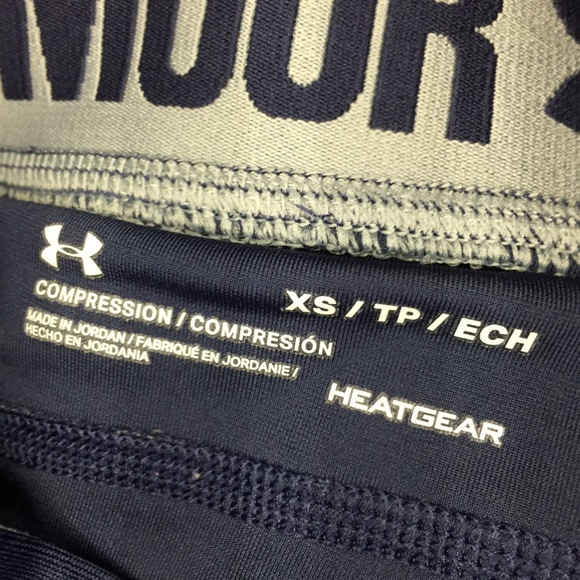 MOUR
COMPRESSION / COMPRESIÓN
XS / TP / ECH
MADE IN JORDAN / FABRIQUÉ EN JORDANIE /
HECHO EN JORDANIA
HEATGEAR